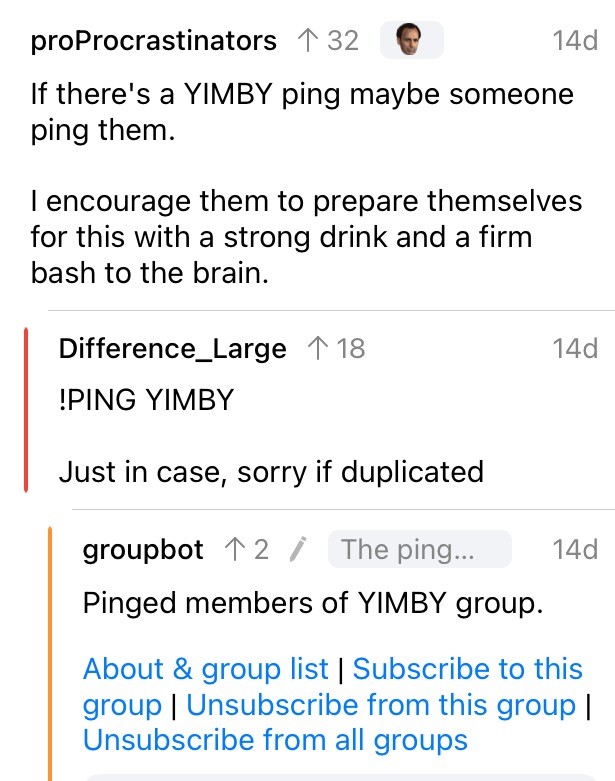 proProcrastinators ↑ 32 14d
If there's a YIMBY ping maybe someone
ping them.
I encourage them to prepare themselves
for this with a strong drink and a firm
bash to the brain.
Difference_Large ↑ 18 14d
!PING YIMBY
Just in case, sorry if duplicated
groupbot ↑ 2 The ping... 14d
Pinged members of YIMBY group.
About & group list | Subscribe to this
group | Unsubscribe from this group |
Unsubscribe from all groups